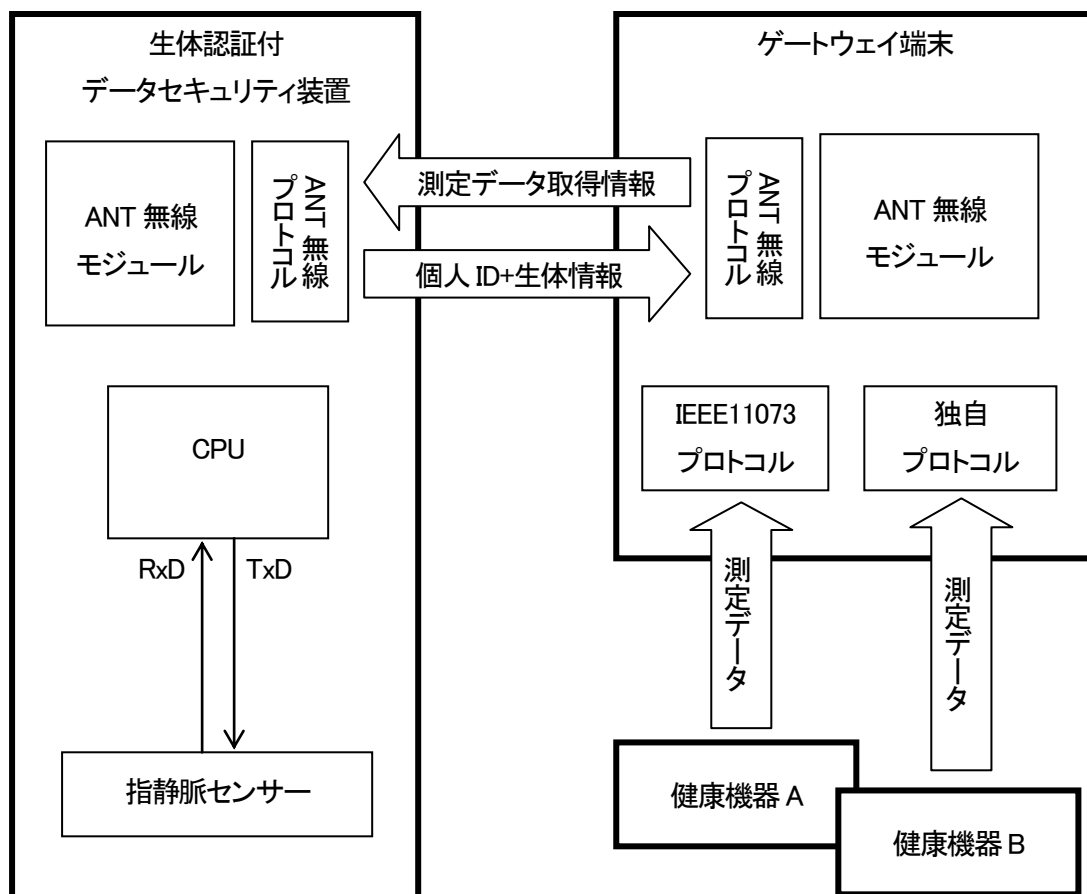 生体認証付
データセキュリティ装置
ANT 無線
モジュール
ANT 無線
プロトコル
測定データ取得情報
個人 ID+生体情報
CPU
RxD
TxD
指静脈センサー
ゲートウェイ端末
ANT 無線
プロトコル
ANT 無線
モジュール
IEEE11073
プロトコル
独自
プロトコル
測定データ
測定データ
健康機器 A
健康機器 B